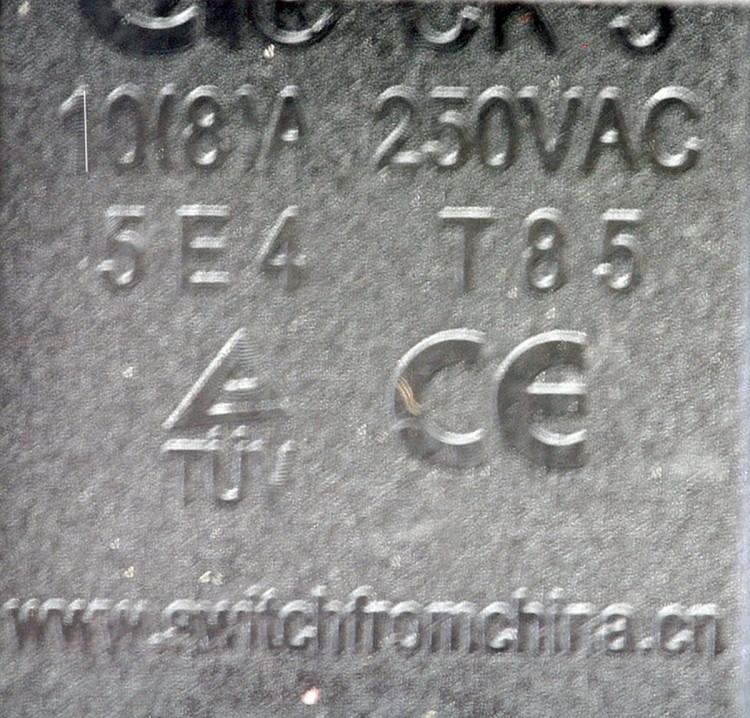 10(8)A 250VAC
5E4 T85
TÜV CE
www.switchfromchina.cn